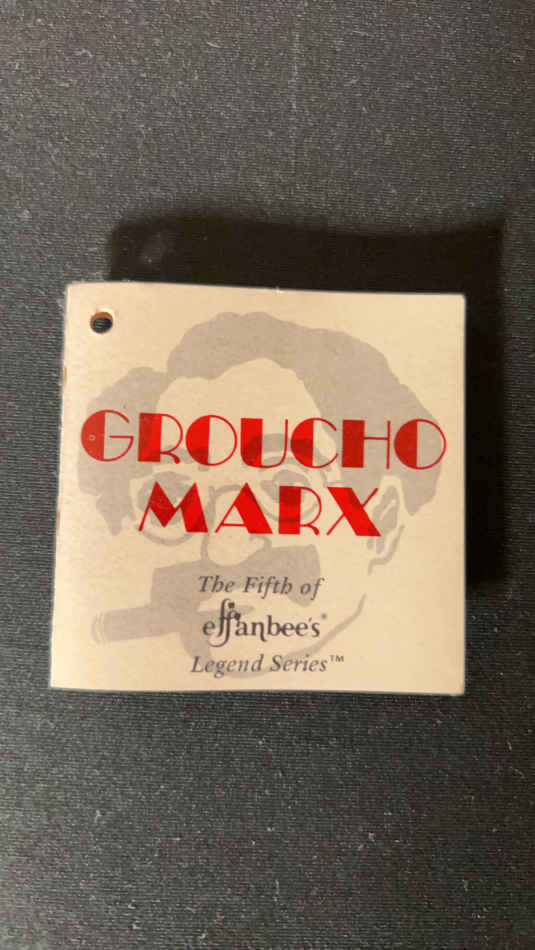 GROUCHO
MARX
The Fifth of
effanbee's®
Legend Series™